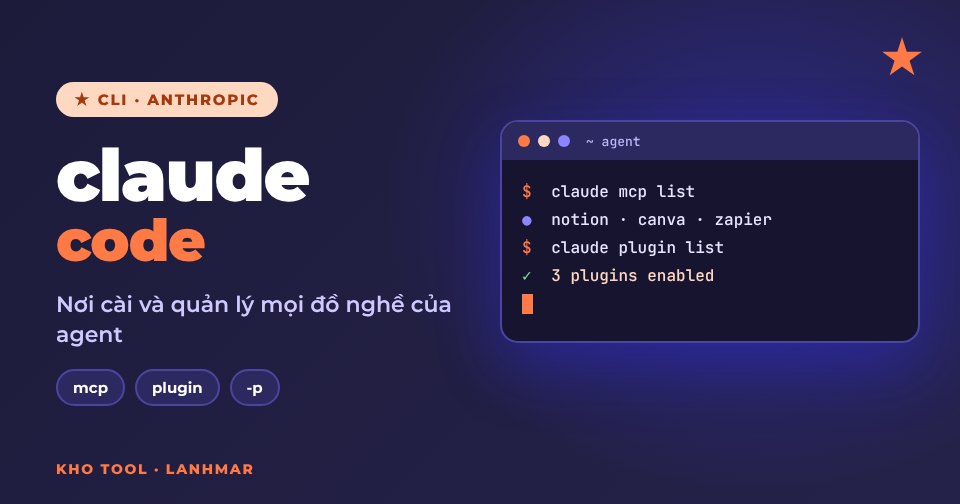 ★ CLI · ANTHROPIC
claude
code
Nơi cài và quản lý mọi đồ nghề của
agent
mcp plugin -p
KHO TOOL · LANHMAR
~ agent
$ claude mcp list
● notion · canva · zapier
$ claude plugin list
✓ 3 plugins enabled